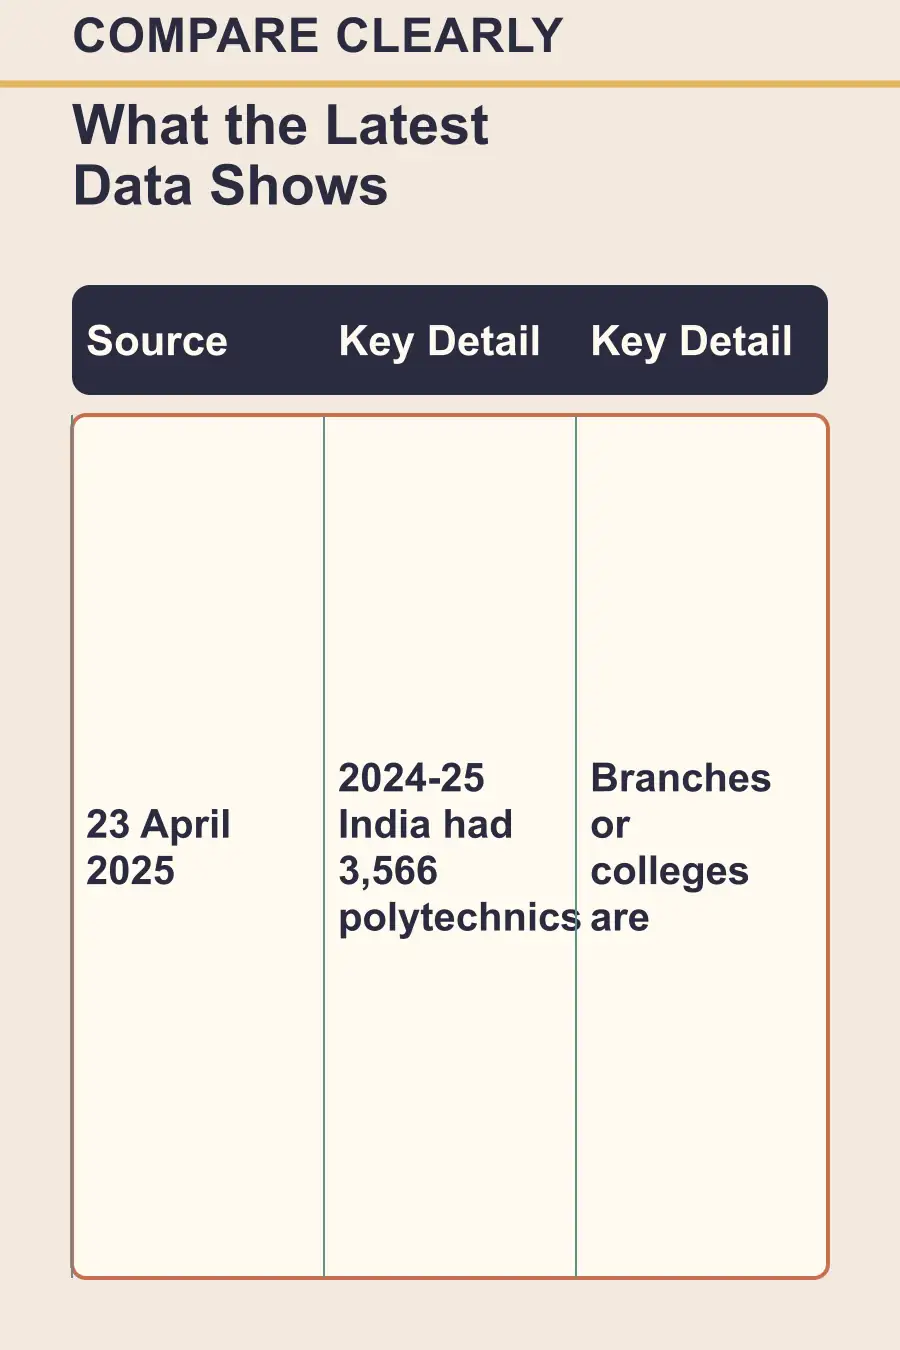 COMPARE CLEARLY
What the Latest
Data Shows
Source Key Detail Key Detail
23 April
2025
2024-25
India had
3,566
polytechnics
Branches
or
colleges
are